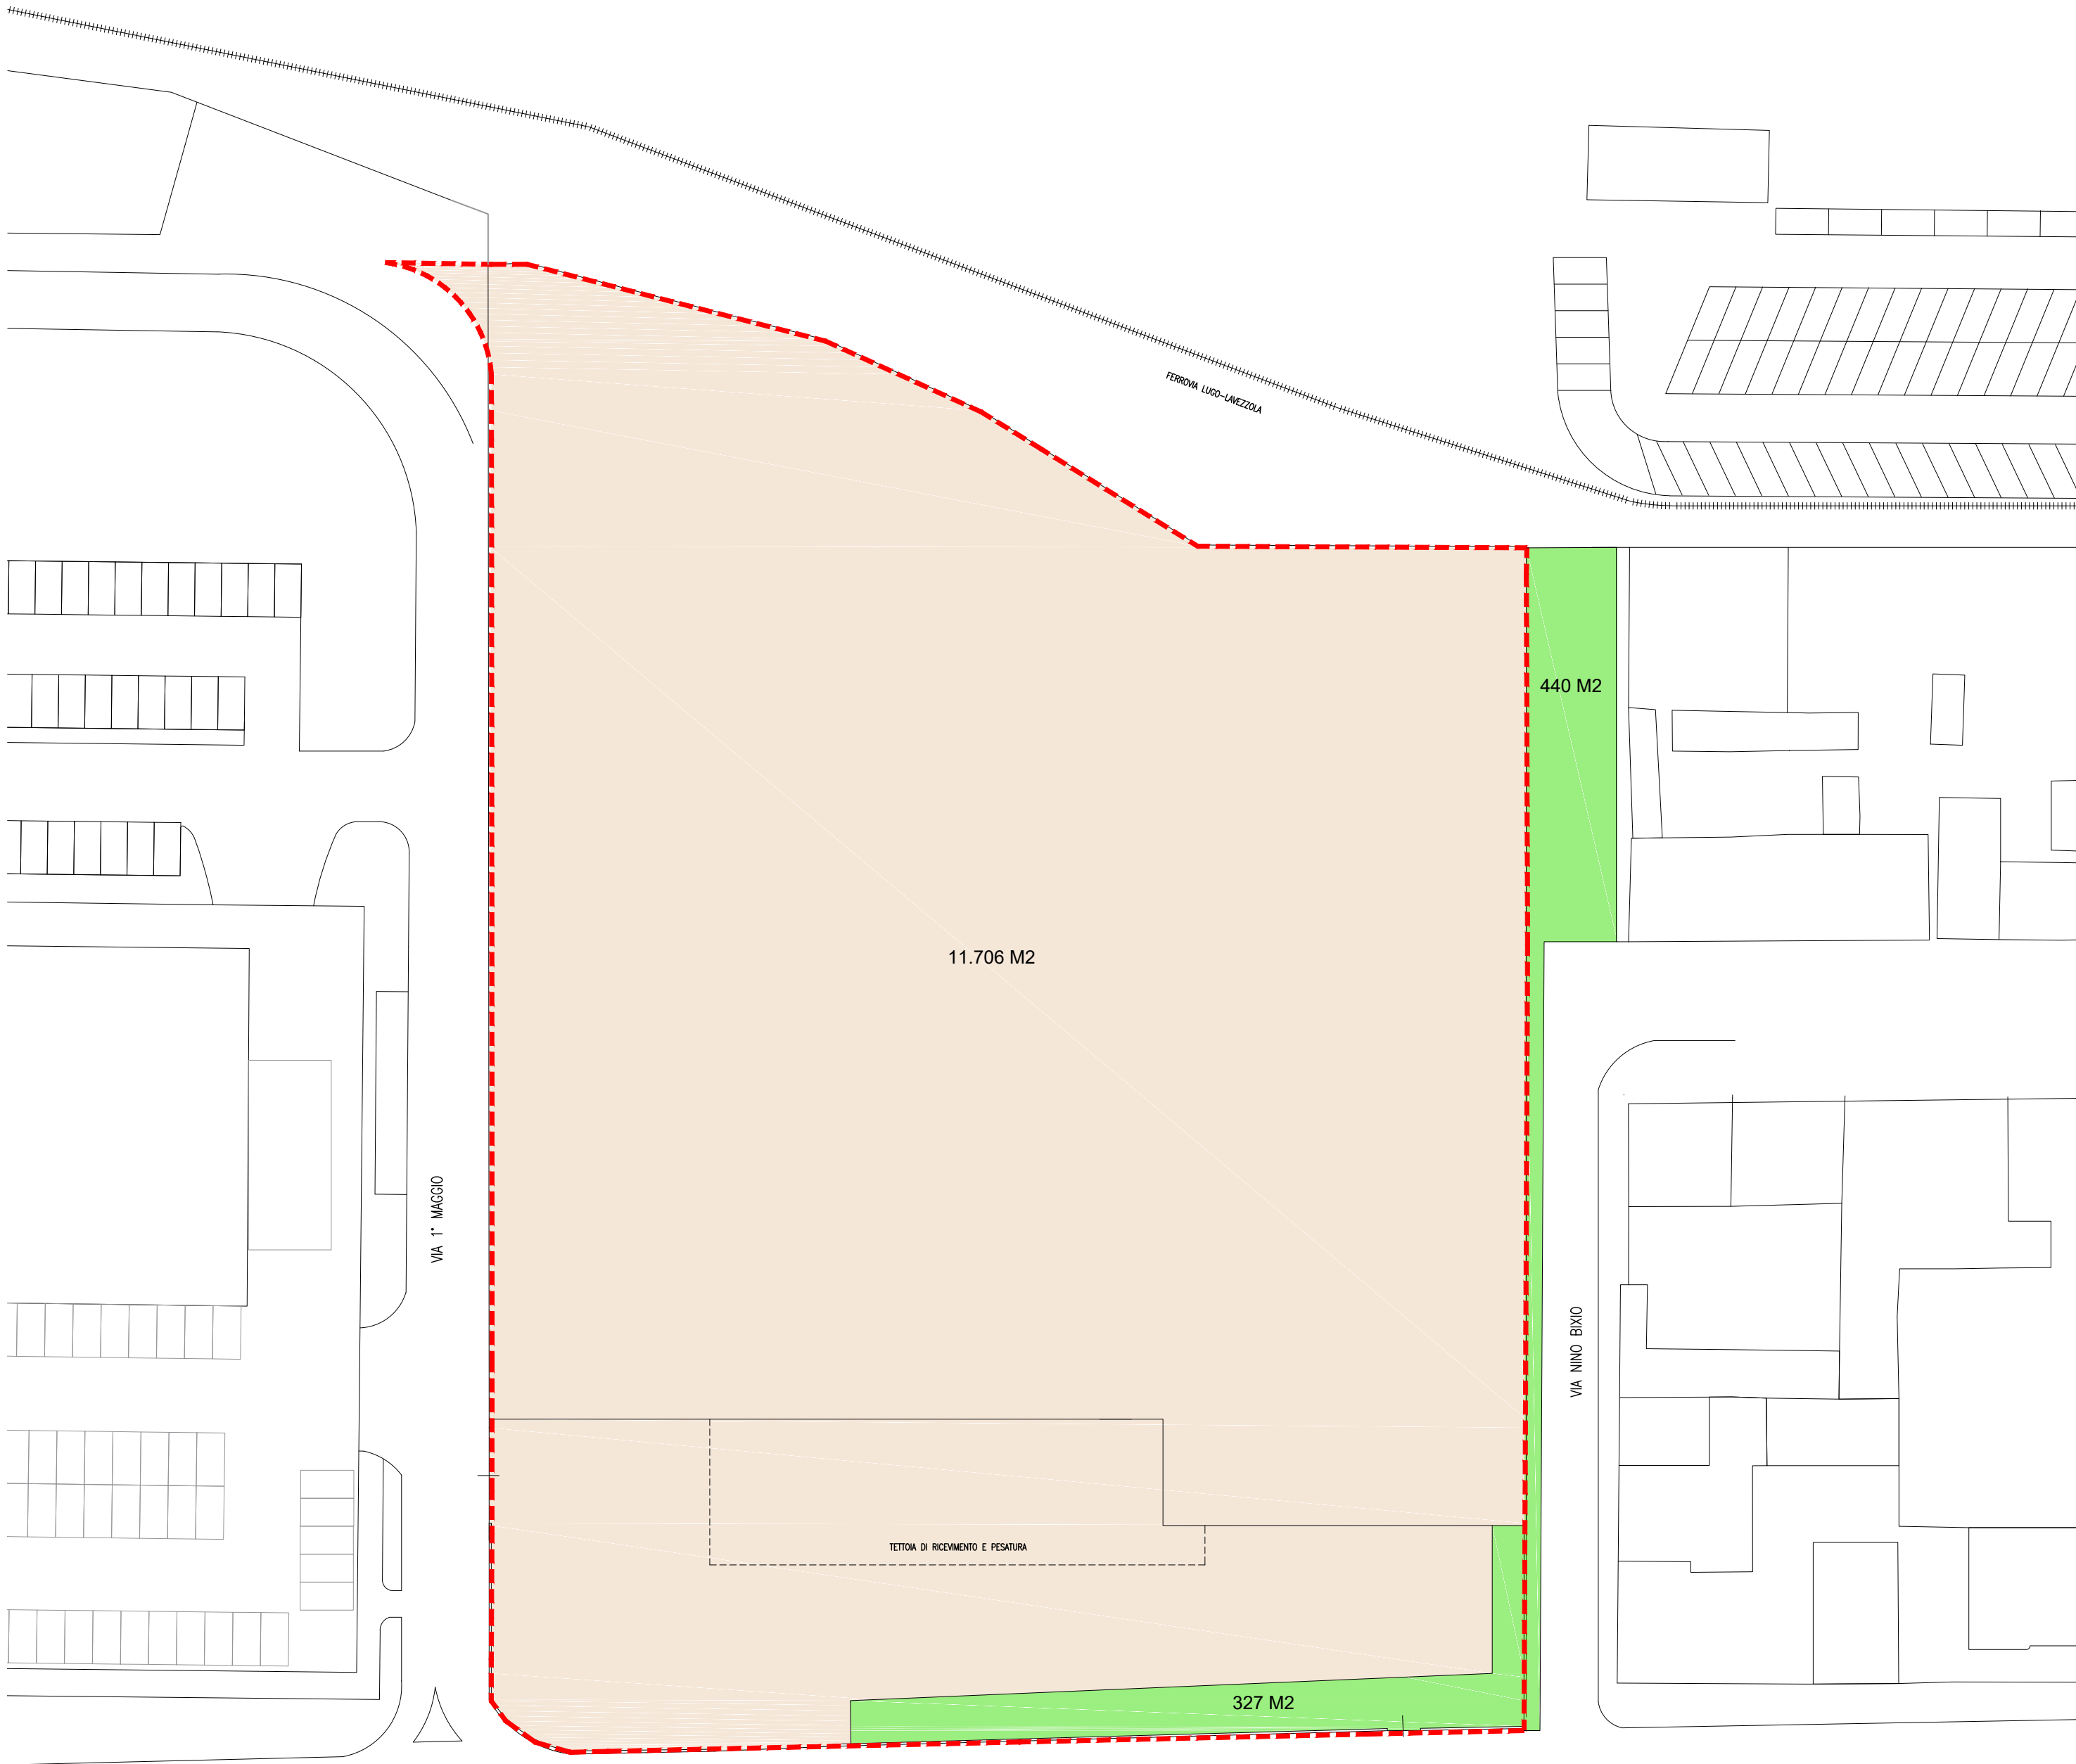 FERROVIA LUGO-LAVEZZOLA
440 M2
11.706 M2
VIA 1° MAGGIO
VIA NINO BIXIO
TETTOIA DI RICEVIMENTO E PESATURA
327 M2